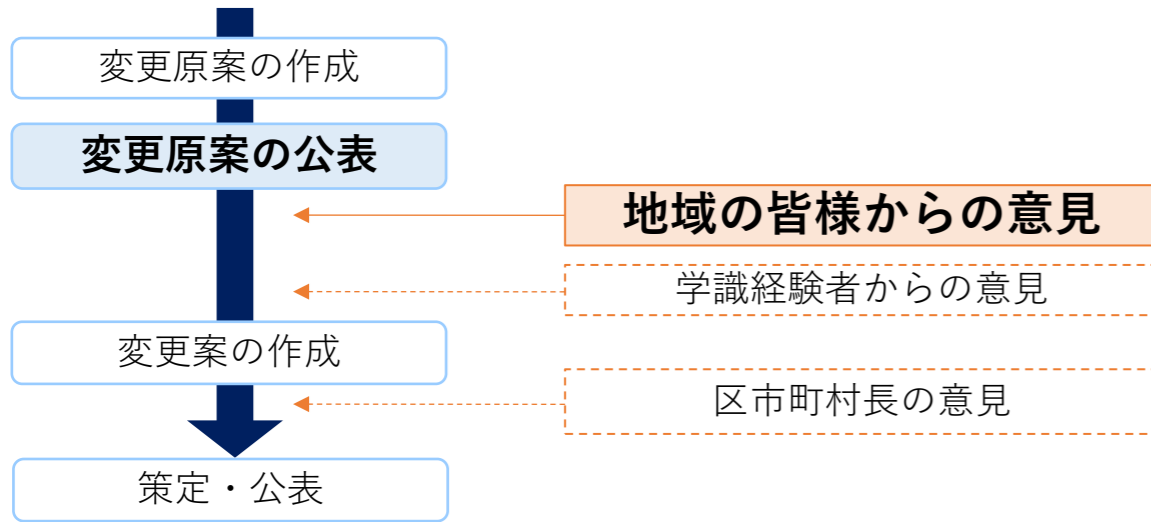 変更原案の作成
変更原案の公表
地域の皆様からの意見
学識経験者からの意見
変更案の作成
区市町村長の意見
策定・公表